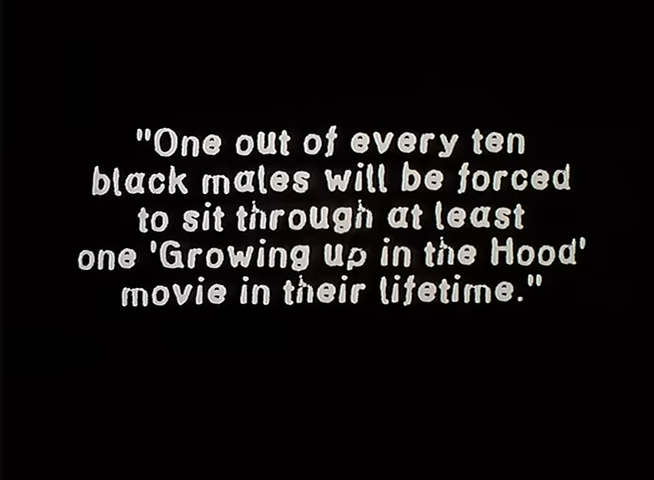 "One out of every ten
black males will be forced
to sit through at least
one 'Growing up in the Hood'
movie in their lifetime."